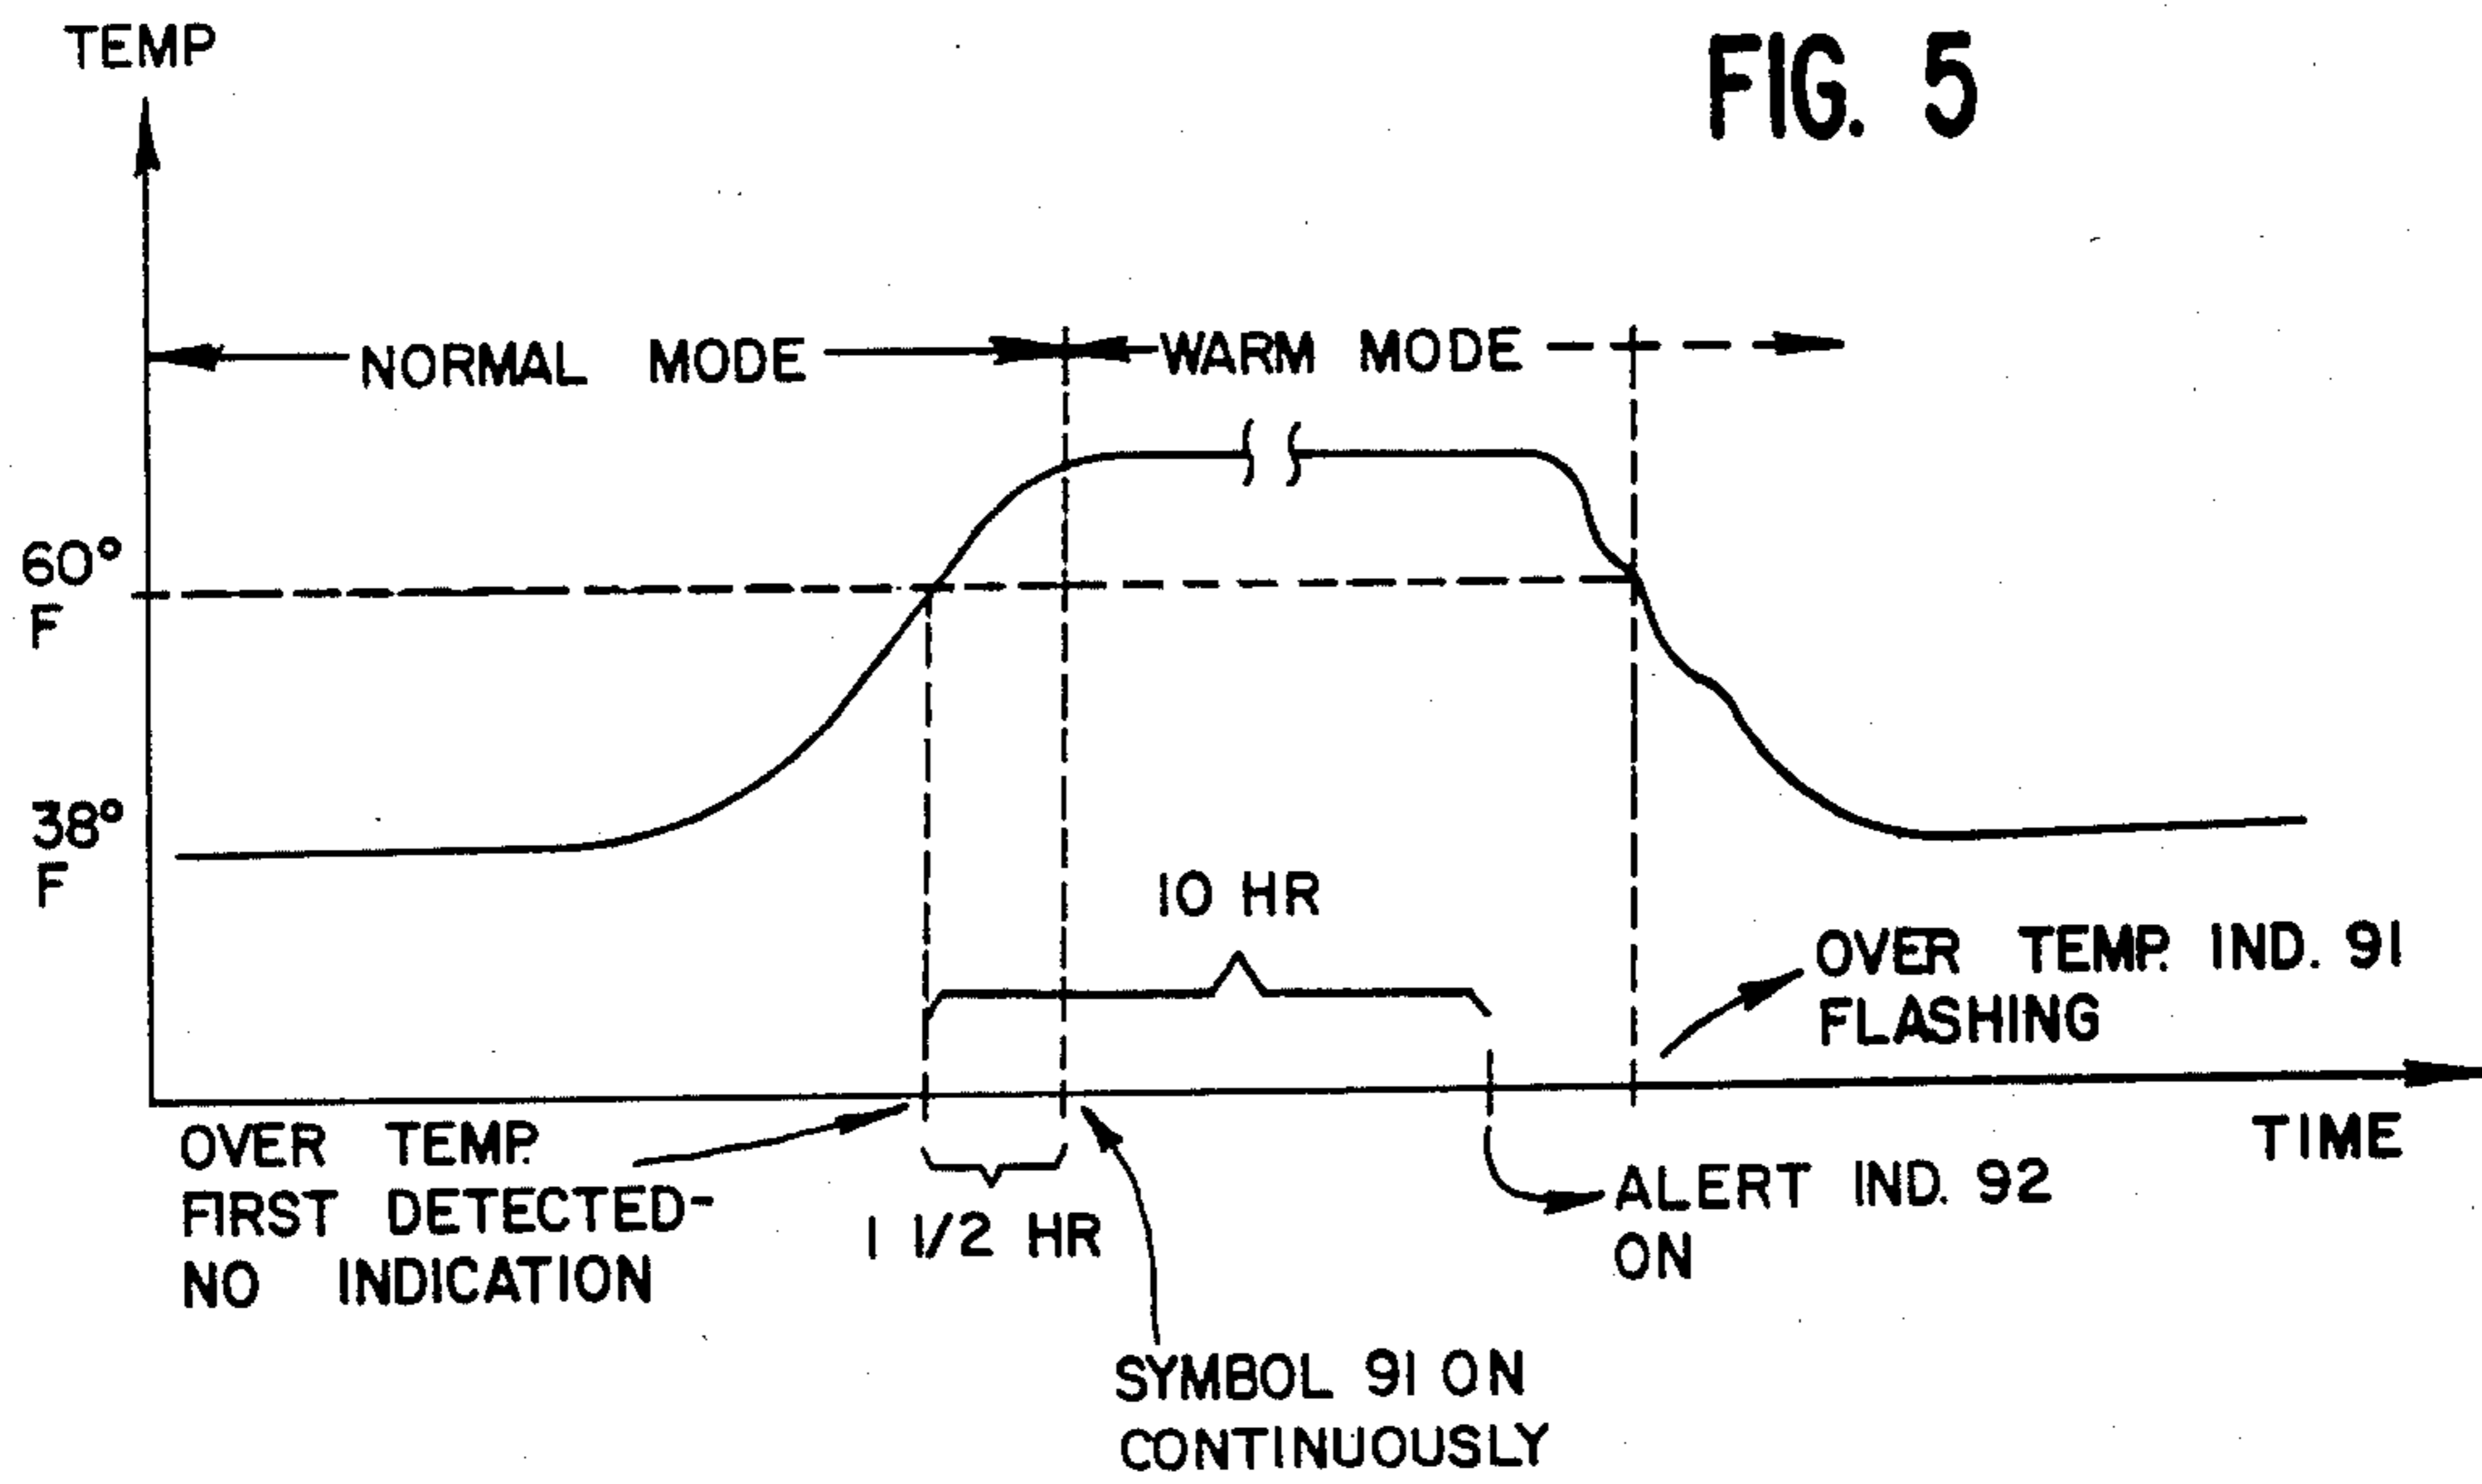 TEMP
FIG. 5
NORMAL MODE
WARM MODE
60°
F
38°
F
10 HR
OVER TEMP. IND. 91
FLASHING
TIME
OVER TEMP.
FIRST DETECTED-
NO INDICATION
1 1/2 HR
ALERT IND. 92
ON
SYMBOL 91 ON
CONTINUOUSLY